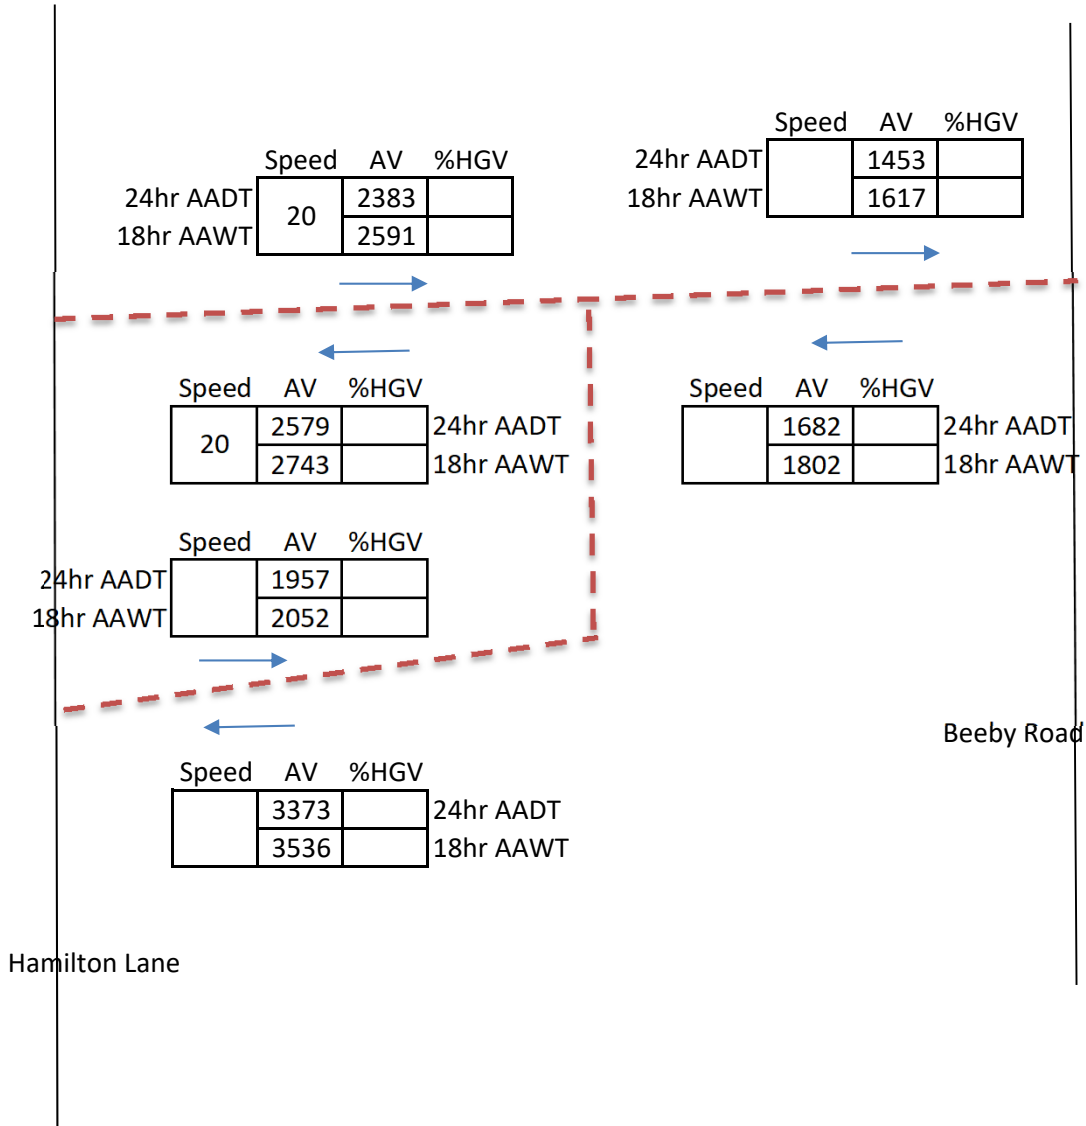 Speed AV %HGV
24hr AADT 1453
18hr AAWT 1617
Speed AV %HGV
24hr AADT 20 2383
18hr AAWT 2591
Speed AV %HGV
20 2579 24hr AADT
2743 18hr AAWT
Speed AV %HGV
1682 24hr AADT
1802 18hr AAWT
Speed AV %HGV
24hr AADT 1957
18hr AAWT 2052
Beeby Road
Speed AV %HGV
3373 24hr AADT
3536 18hr AAWT
Hamilton Lane